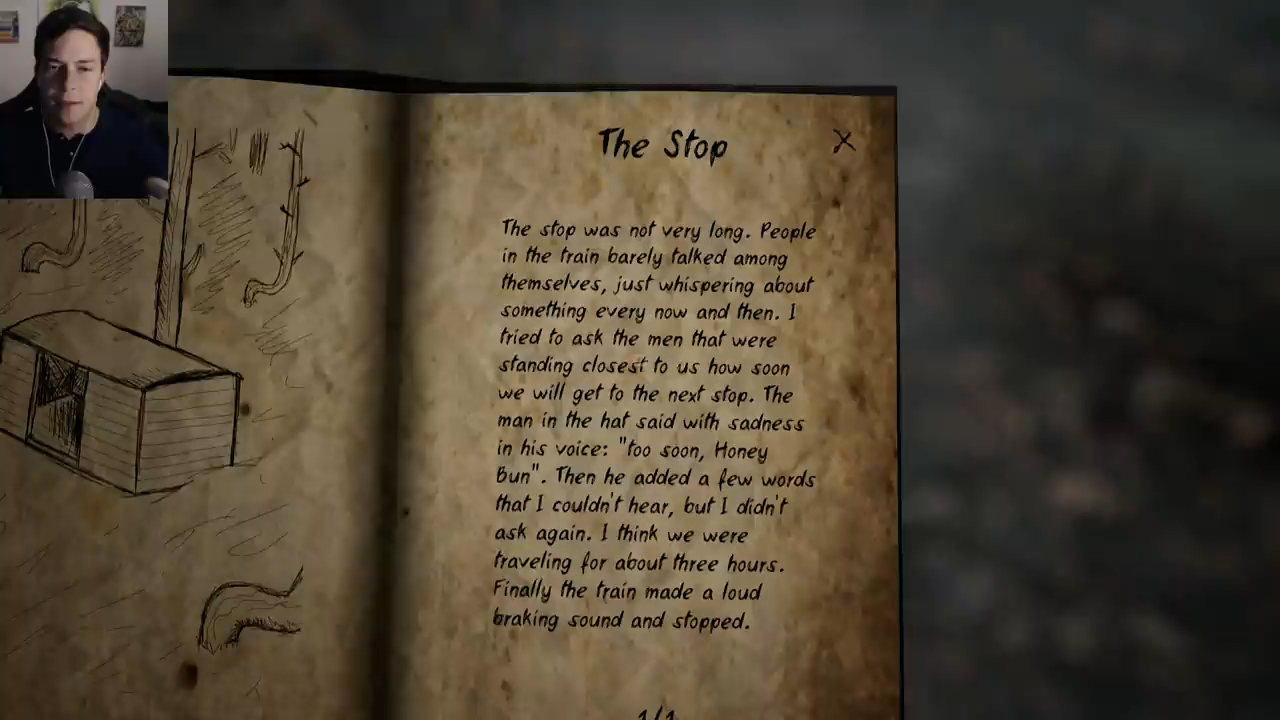 The Stop
X
The stop was not very long. People
in the train barely talked among
themselves, just whispering about
something every now and then. I
tried to ask the men that were
standing closest to us how soon
we will get to the next stop. The
man in the hat said with sadness
in his voice: "too soon, Honey
Bun". Then he added a few words
that I couldn't hear, but I didn't
ask again. I think we were
traveling for about three hours.
Finally the train made a loud
braking sound and stopped.
1/1